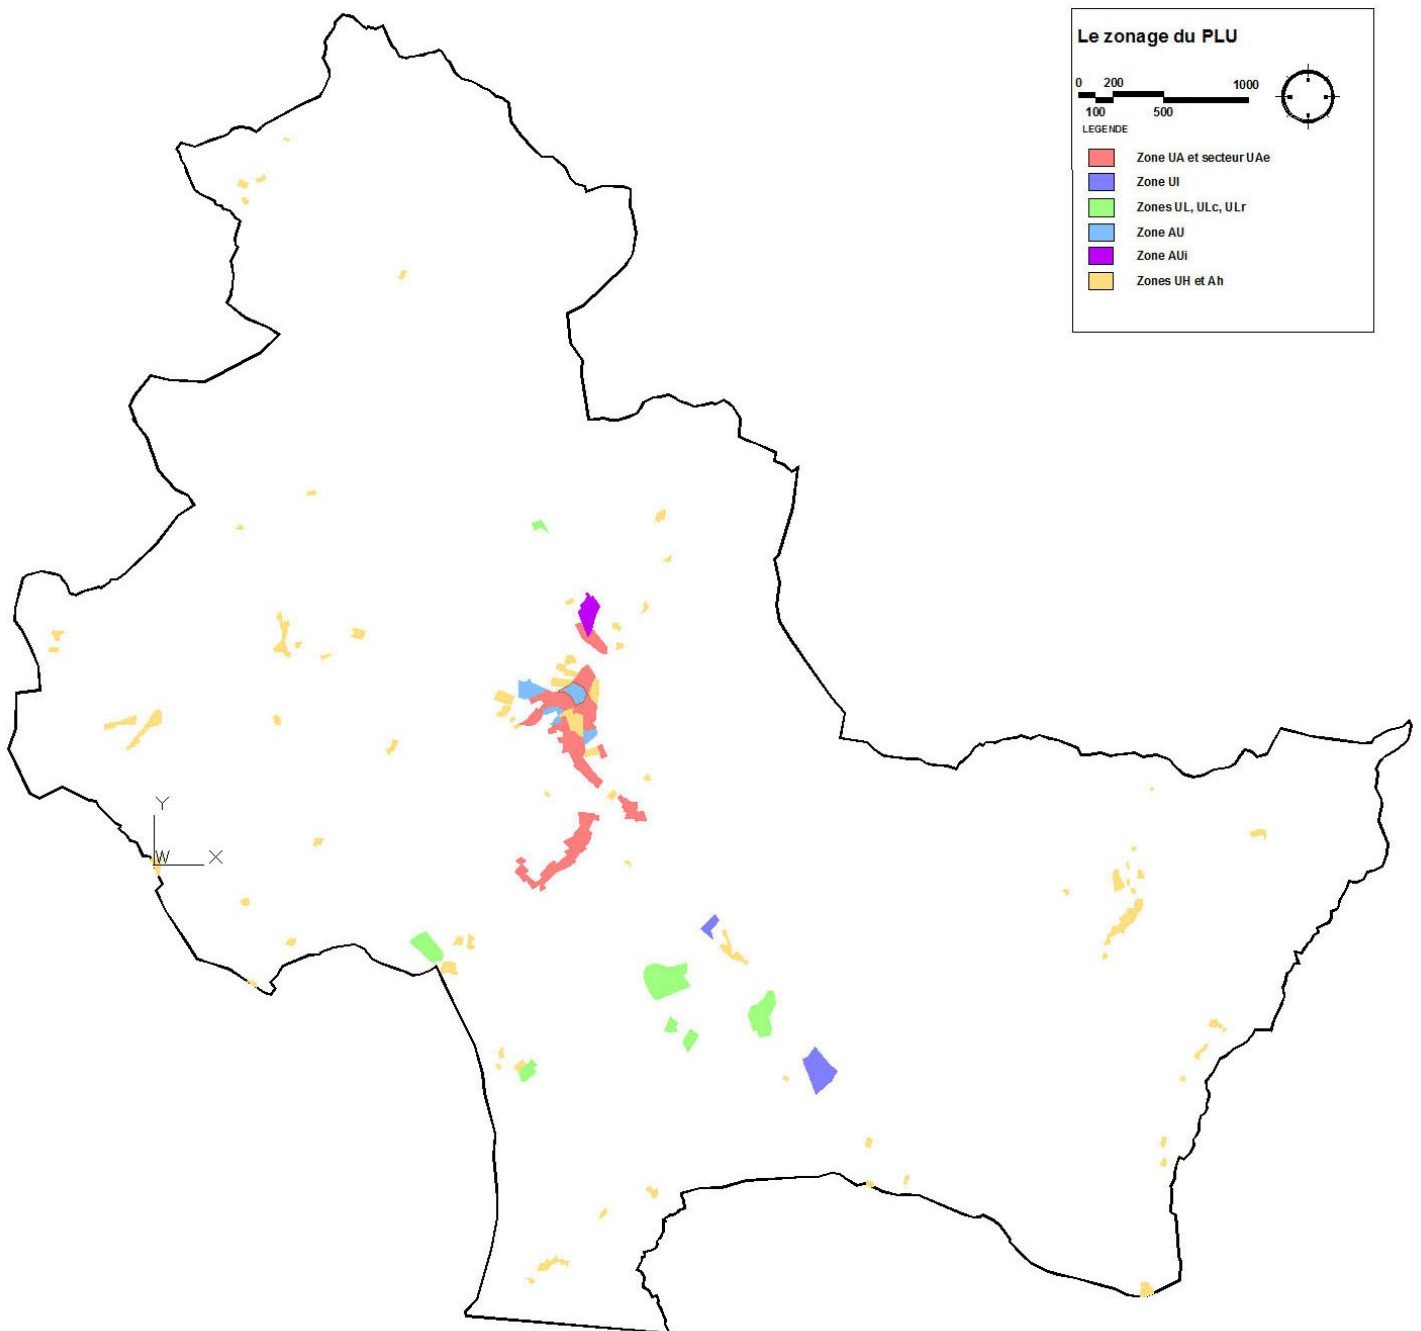 Le zonage du PLU
0 200 1000
100 500
LEGENDE
Zone UA et secteur UAe
Zone UI
Zones UL, ULc, ULr
Zone AU
Zone AUi
Zones UH et Ah
Y
W X